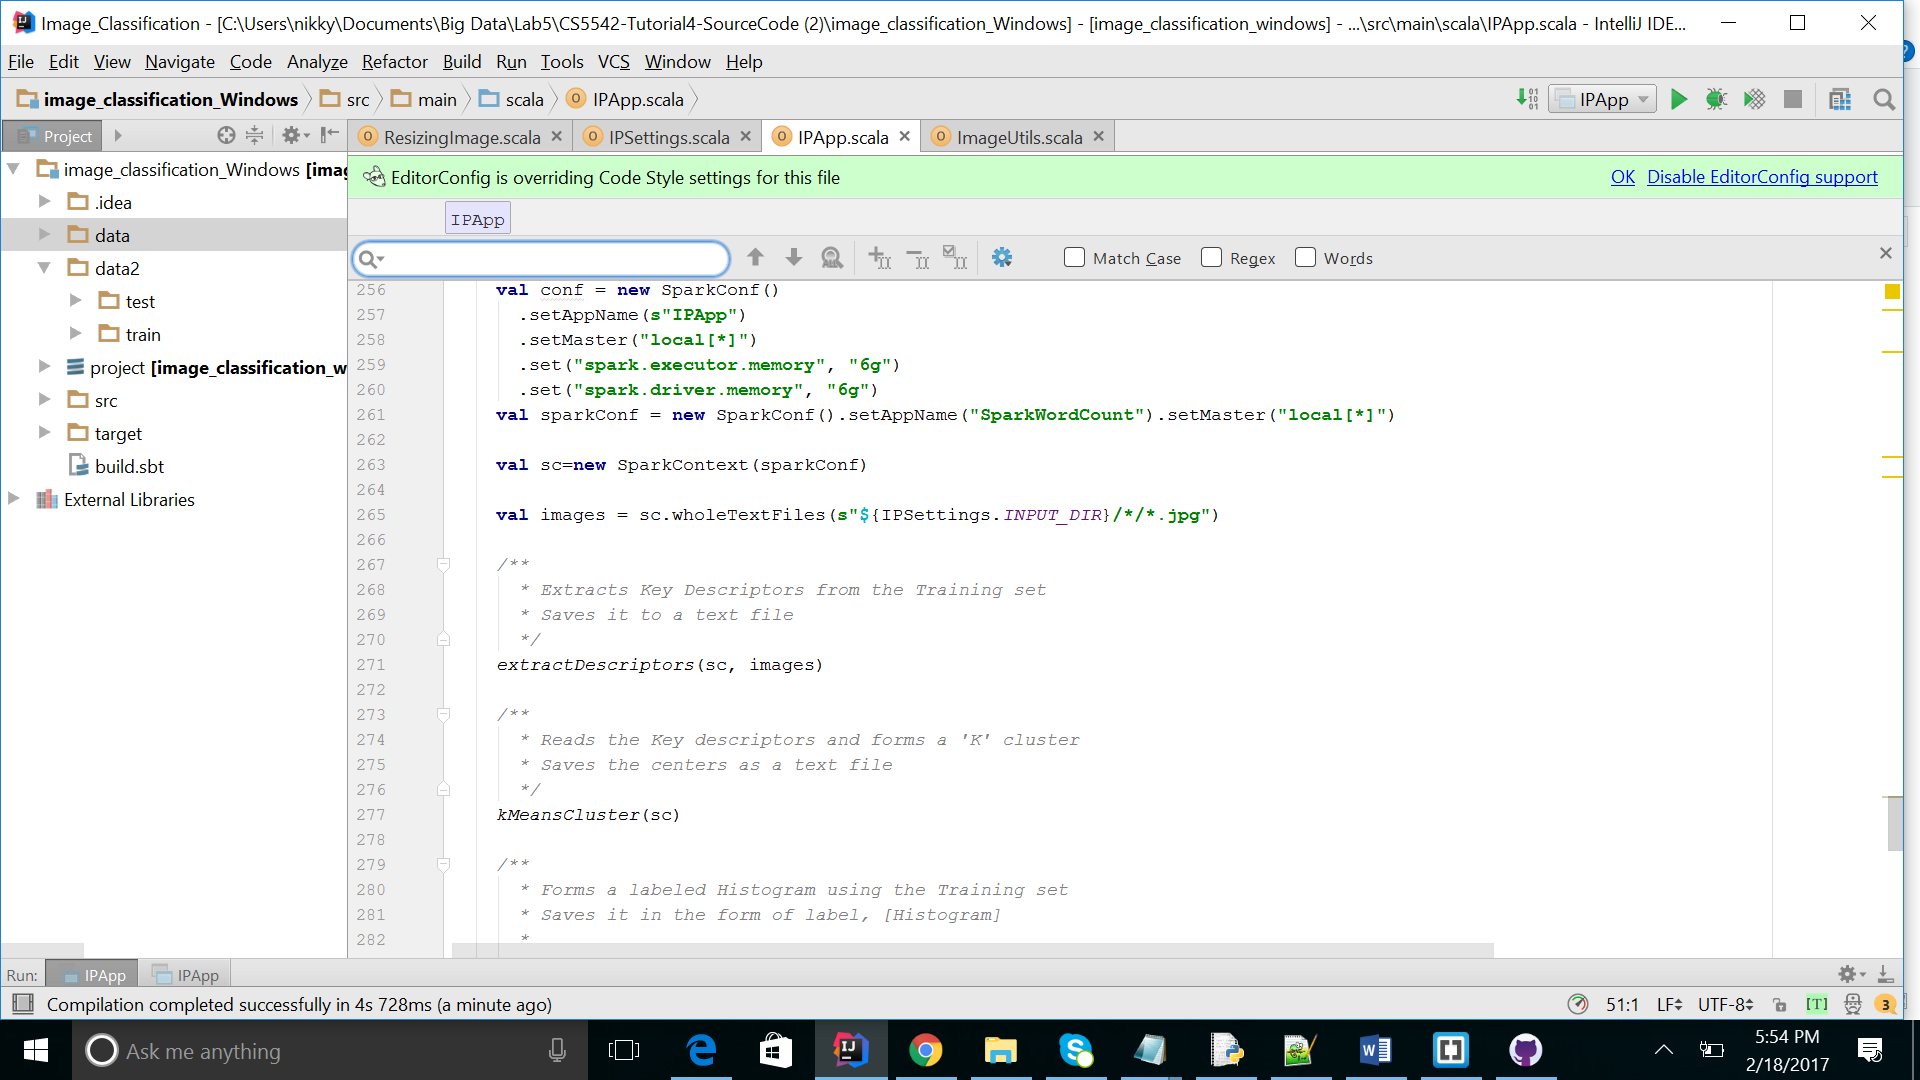 Image_Classification - [C:\Users\nikky\Documents\Big Data\Lab5\CS5542-Tutorial4-SourceCode (2)\image_classification_Windows] - [image_classification_windows] - ...\src\main\scala\IPApp.scala - IntelliJ IDE...
File Edit View Navigate Code Analyze Refactor Build Run Tools VCS Window Help
image_classification_Windows src main scala IPApp.scala IPApp
Project ResizingImage.scala IPSettings.scala IPApp.scala ImageUtils.scala
image_classification_Windows [imag
EditorConfig is overriding Code Style settings for this file OK Disable EditorConfig support
.idea
IPApp
data
data2
Match Case Regex Words
test
train
project [image_classification_w
src
target
build.sbt
External Libraries
256 val conf = new SparkConf()
257 .setAppName(s"IPApp")
258 .setMaster("local[*]")
259 .set("spark.executor.memory", "6g")
260 .set("spark.driver.memory", "6g")
261 val sparkConf = new SparkConf().setAppName("SparkWordCount").setMaster("local[*]")
262
263 val sc=new SparkContext(sparkConf)
264
265 val images = sc.wholeTextFiles(s"${IPSettings.INPUT_DIR}/*/*.jpg")
266
267 /**
268 * Extracts Key Descriptors from the Training set
269 * Saves it to a text file
270 */
271 extractDescriptors(sc, images)
272
273 /**
274 * Reads the Key descriptors and forms a 'K' cluster
275 * Saves the centers as a text file
276 */
277 kMeansCluster(sc)
278
279 /**
280 * Forms a labeled Histogram using the Training set
281 * Saves it in the form of label, [Histogram]
282 *
Run: IPApp IPApp
Compilation completed successfully in 4s 728ms (a minute ago) 51:1 LF UTF-8 [T] 3
Ask me anything
5:54 PM
2/18/2017